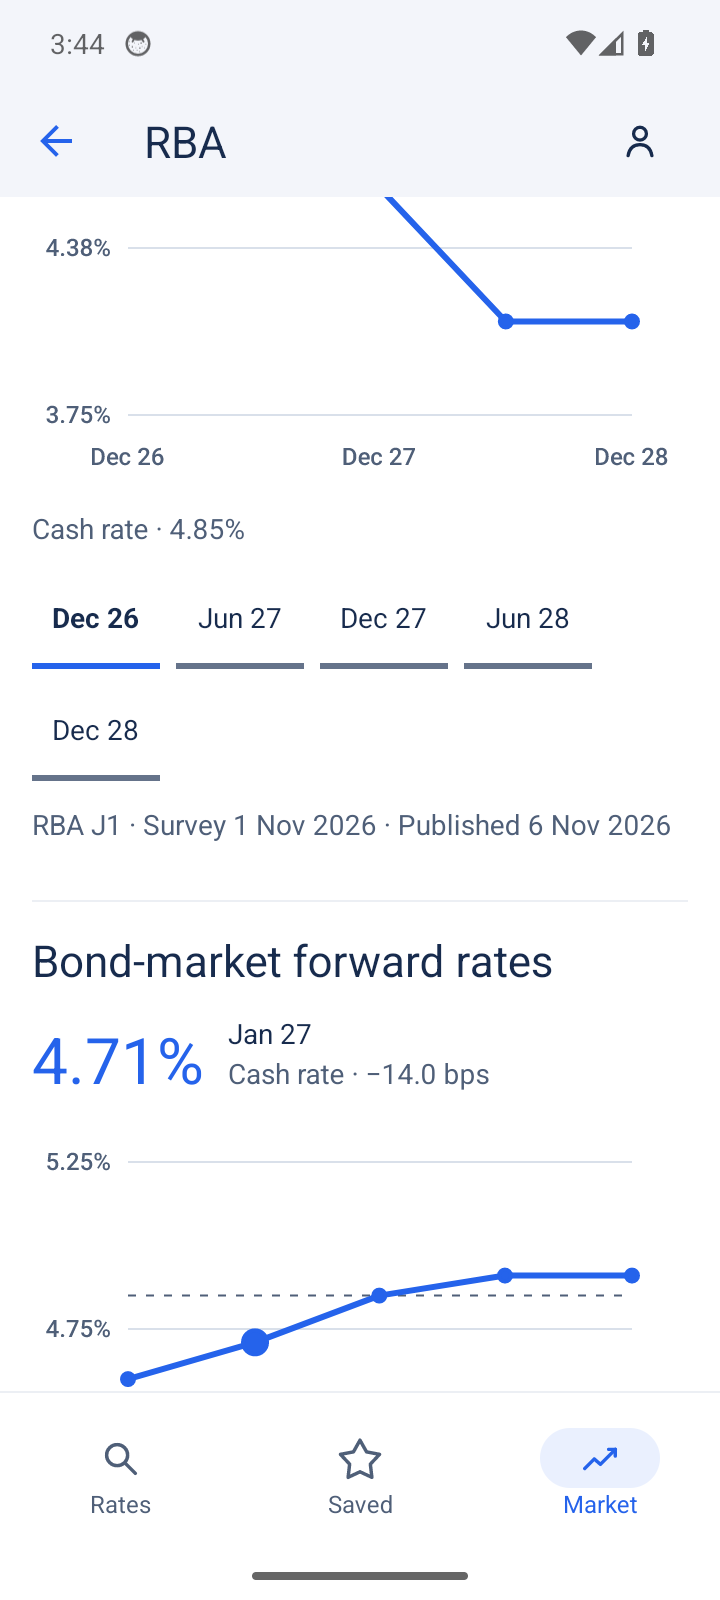 3:44
RBA
4.38%
3.75%
Dec 26 Dec 27 Dec 28
Cash rate · 4.85%
Dec 26 Jun 27 Dec 27 Jun 28
Dec 28
RBA J1 · Survey 1 Nov 2026 · Published 6 Nov 2026
Bond-market forward rates
4.71%
Jan 27
Cash rate · −14.0 bps
5.25%
4.75%
Rates Saved Market